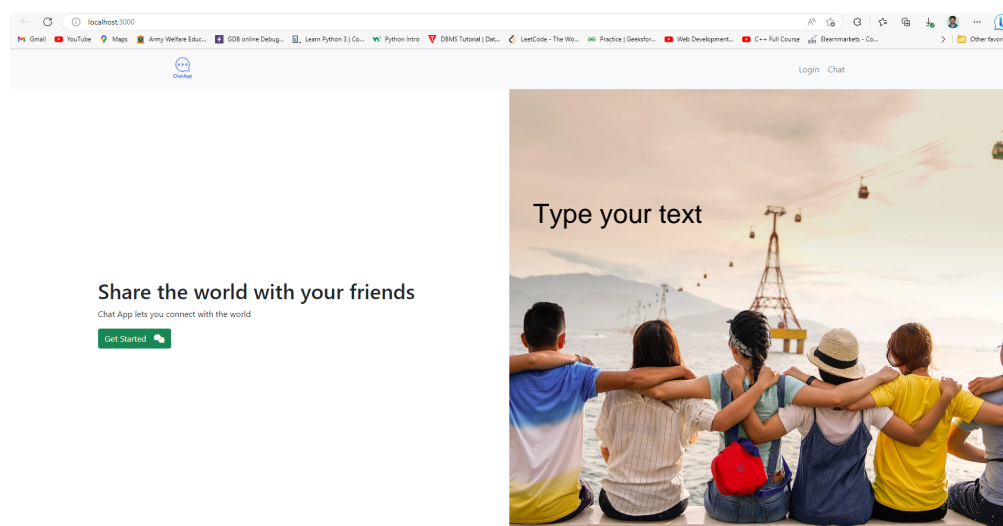 localhost:3000
Gmail YouTube Maps Army Welfare Educ... GDB online Debug... Learn Python 3 | Co... Python Intro DBMS Tutorial | Dat... LeetCode - The Wo... Practice | Geeksfor... Web Development... C++ Full Course Elearnmarkets - Co... Other favori
ChatApp
Login Chat
Type your text
Share the world with your friends
Chat App lets you connect with the world
Get Started